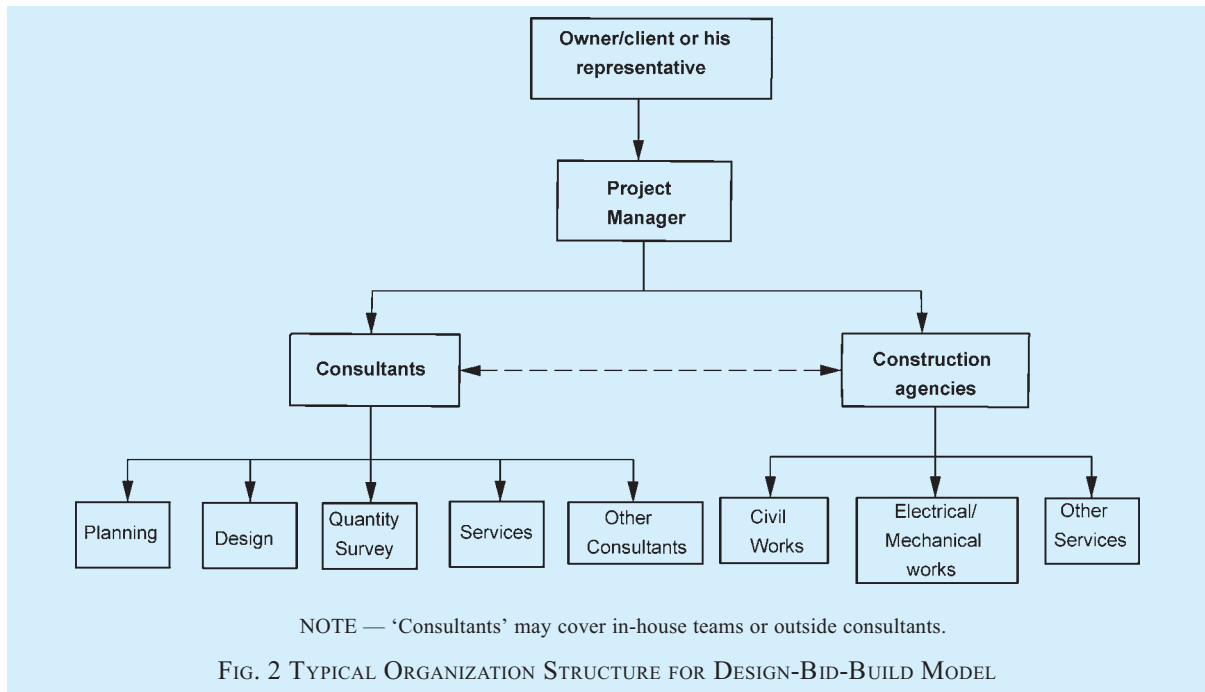 Owner/client or his
representative
Project
Manager
Consultants
Construction
agencies
Planning
Design
Quantity
Survey
Services
Other
Consultants
Civil
Works
Electrical/
Mechanical
works
Other
Services
NOTE — ‘Consultants’ may cover in-house teams or outside consultants.
FIG. 2 TYPICAL ORGANIZATION STRUCTURE FOR DESIGN-BID-BUILD MODEL